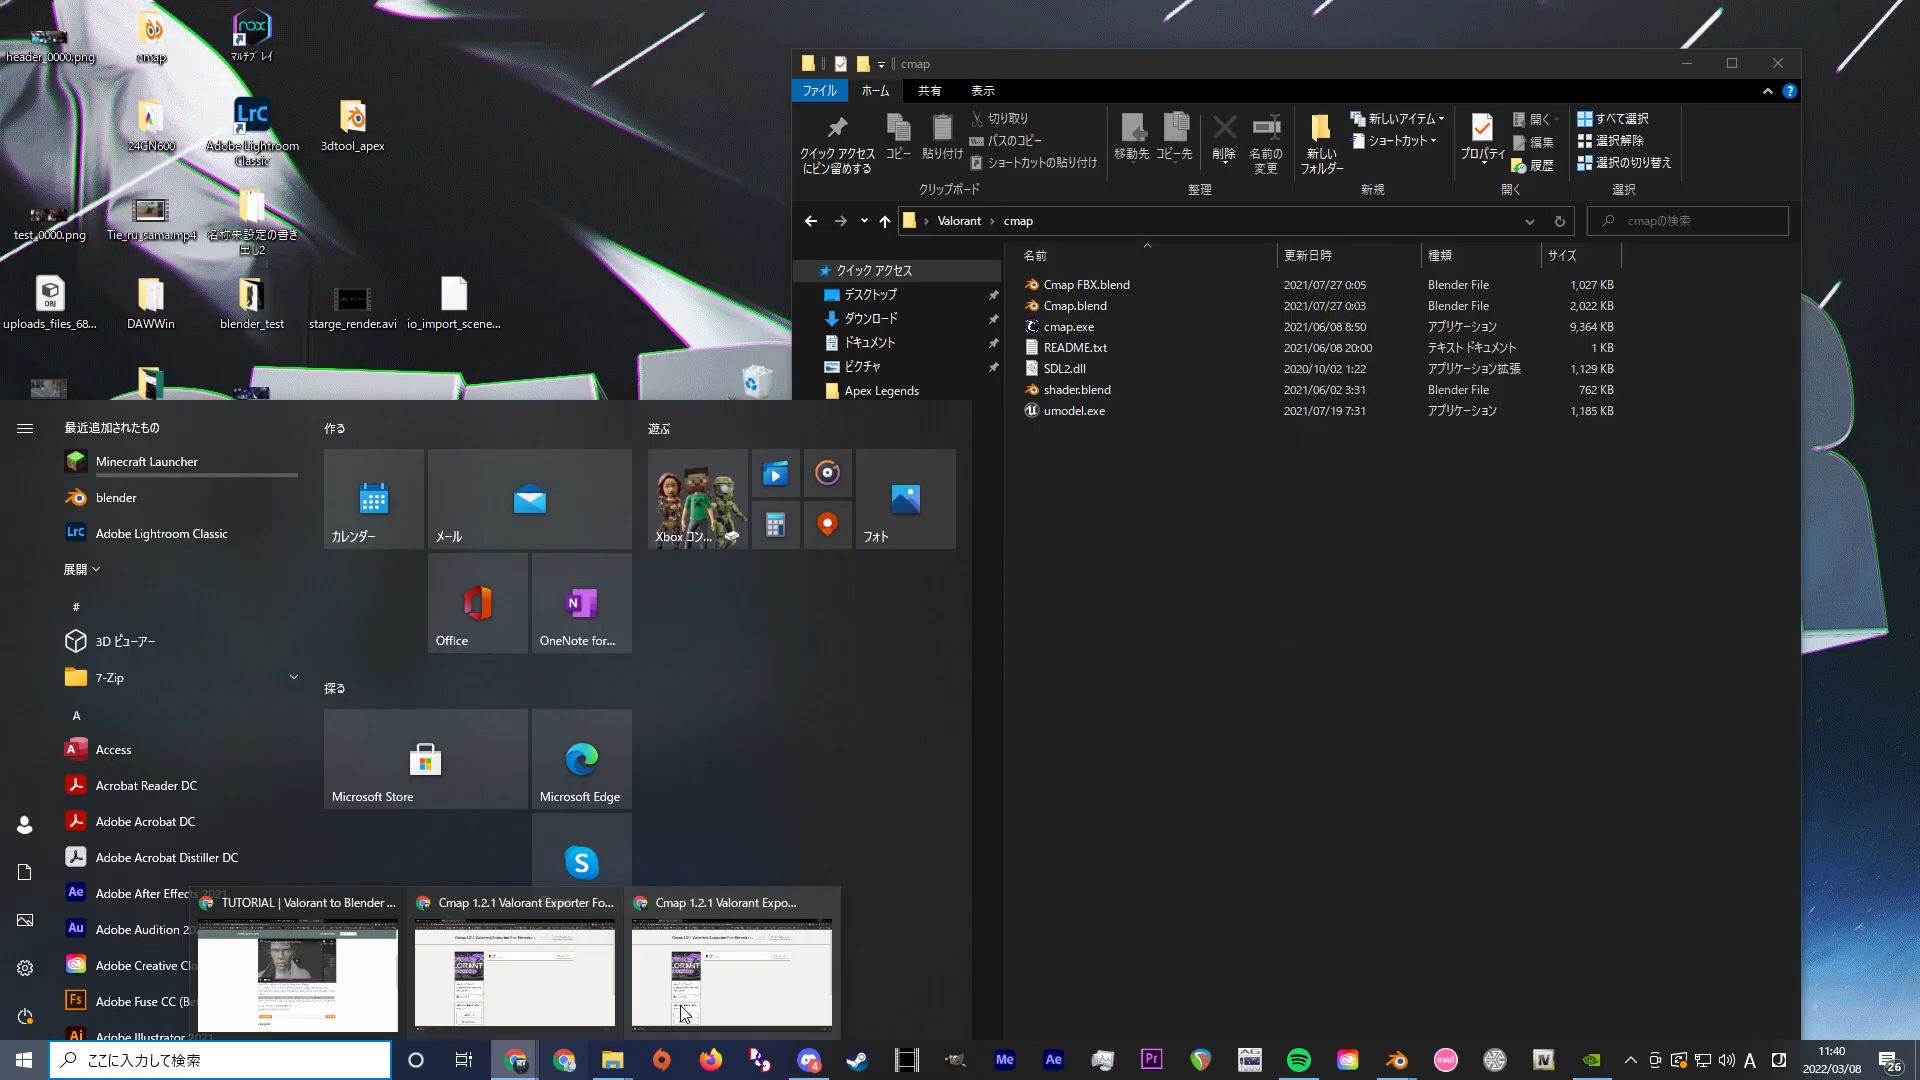 header_0000.png
cmap
マルチプレイ
24GN600
Adobe Lightroom
Classic
3dtool_apex
test_0000.png
Tie_ru_sama.mp4
名称未設定の書き
出し2
OBJ
uploads_files_68...
DAWWin
blender_test
starge_render.avi
io_import_scene...
cmap
ファイル
ホーム
共有
表示
クイック アクセス
にピン留めする
コピー
貼り付け
切り取り
パスのコピー
ショートカットの貼り付け
クリップボード
移動先
コピー先
削除
名前の
変更
整理
新しい
フォルダー
新しいアイテム
ショートカット
新規
プロパティ
開く
編集
履歴
開く
すべて選択
選択解除
選択の切り替え
選択
Valorant › cmap
cmapの検索
クイック アクセス
デスクトップ
ダウンロード
ドキュメント
ピクチャ
Apex Legends
名前 更新日時 種類 サイズ
Cmap FBX.blend 2021/07/27 0:05 Blender File 1,027 KB
Cmap.blend 2021/07/27 0:03 Blender File 2,022 KB
cmap.exe 2021/06/08 8:50 アプリケーション 9,364 KB
README.txt 2021/06/08 20:00 テキスト ドキュメント 1 KB
SDL2.dll 2020/10/02 1:22 アプリケーション拡張 1,129 KB
shader.blend 2021/06/02 3:31 Blender File 762 KB
umodel.exe 2021/07/19 7:31 アプリケーション 1,185 KB
最近追加されたもの
Minecraft Launcher
blender
Adobe Lightroom Classic
展開
#
3D ビューアー
7-Zip
A
Access
Acrobat Reader DC
Adobe Acrobat DC
Adobe Acrobat Distiller DC
Adobe After Effects 2021
Adobe Audition 20
Adobe Creative Clo
Adobe Fuse CC (Be
Adobe Illustrator 2021
作る
カレンダー
メール
Office
OneNote for...
探る
Microsoft Store
Microsoft Edge
遊ぶ
Xbox コン...
フォト
TUTORIAL | Valorant to Blender ...
Cmap 1.2.1 Valorant Exporter Fo...
Cmap 1.2.1 Valorant Expo...
ここに入力して検索
A
11:40
2022/03/08
26